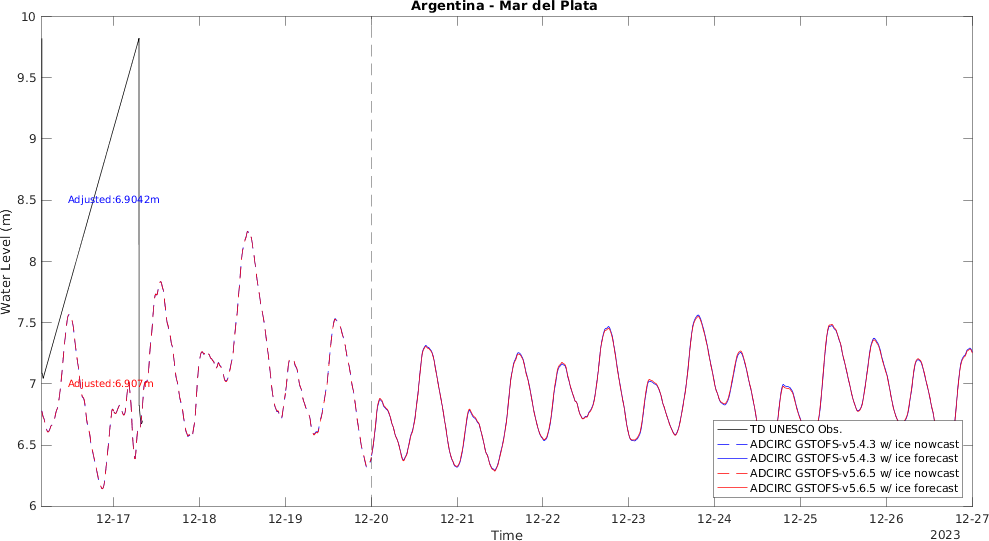 Argentina - Mar del Plata
10
9.5
9
8.5
8
7.5
7
6.5
6
Water Level (m)
Adjusted:6.9042m
Adjusted:6.907m
TD UNESCO Obs.
ADCIRC GSTOFS-v5.4.3 w/ ice nowcast
ADCIRC GSTOFS-v5.4.3 w/ ice forecast
ADCIRC GSTOFS-v5.6.5 w/ ice nowcast
ADCIRC GSTOFS-v5.6.5 w/ ice forecast
12-17 12-18 12-19 12-20 12-21 12-22 12-23 12-24 12-25 12-26 12-27
Time
2023